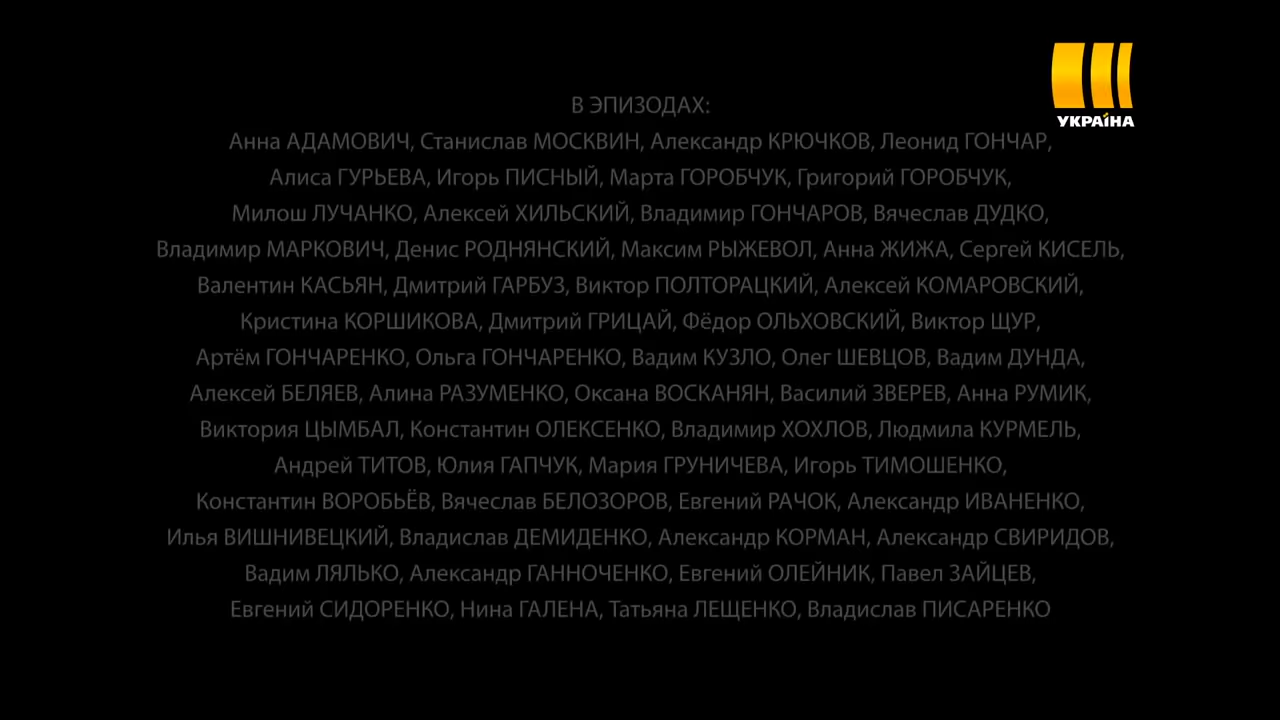 УКРАЇНА
В ЭПИЗОДАХ:
Анна АДАМОВИЧ, Станислав МОСКВИН, Александр КРЮЧКОВ, Леонид ГОНЧАР,
Алиса ГУРЬЕВА, Игорь ПИСНЫЙ, Марта ГОРОБЧУК, Григорий ГОРОБЧУК,
Милош ЛУЧАНКО, Алексей ХИЛЬСКИЙ, Владимир ГОНЧАРОВ, Вячеслав ДУДКО,
Владимир МАРКОВИЧ, Денис РОДНЯНСКИЙ, Максим РЫЖЕВОЛ, Анна ЖИЖА, Сергей КИСЕЛЬ,
Валентин КАСЬЯН, Дмитрий ГАРБУЗ, Виктор ПОЛТОРАЦКИЙ, Алексей КОМАРОВСКИЙ,
Кристина КОРШИКОВА, Дмитрий ГРИЦАЙ, Фёдор ОЛЬХОВСКИЙ, Виктор ЩУР,
Артём ГОНЧАРЕНКО, Ольга ГОНЧАРЕНКО, Вадим КУЗЛО, Олег ШЕВЦОВ, Вадим ДУНДА,
Алексей БЕЛЯЕВ, Алина РАЗУМЕНКО, Оксана ВОСКАНЯН, Василий ЗВЕРЕВ, Анна РУМИК,
Виктория ЦЫМБАЛ, Константин ОЛЕКСЕНКО, Владимир ХОХЛОВ, Людмила КУРМЕЛЬ,
Андрей ТИТОВ, Юлия ГАПЧУК, Мария ГРУНИЧЕВА, Игорь ТИМОШЕНКО,
Константин ВОРОБЬЁВ, Вячеслав БЕЛОЗОРОВ, Евгений РАЧОК, Александр ИВАНЕНКО,
Илья ВИШНИВЕЦКИЙ, Владислав ДЕМИДЕНКО, Александр КОРМАН, Александр СВИРИДОВ,
Вадим ЛЯЛЬКО, Александр ГАННОЧЕНКО, Евгений ОЛЕЙНИК, Павел ЗАЙЦЕВ,
Евгений СИДОРЕНКО, Нина ГАЛЕНА, Татьяна ЛЕЩЕНКО, Владислав ПИСАРЕНКО